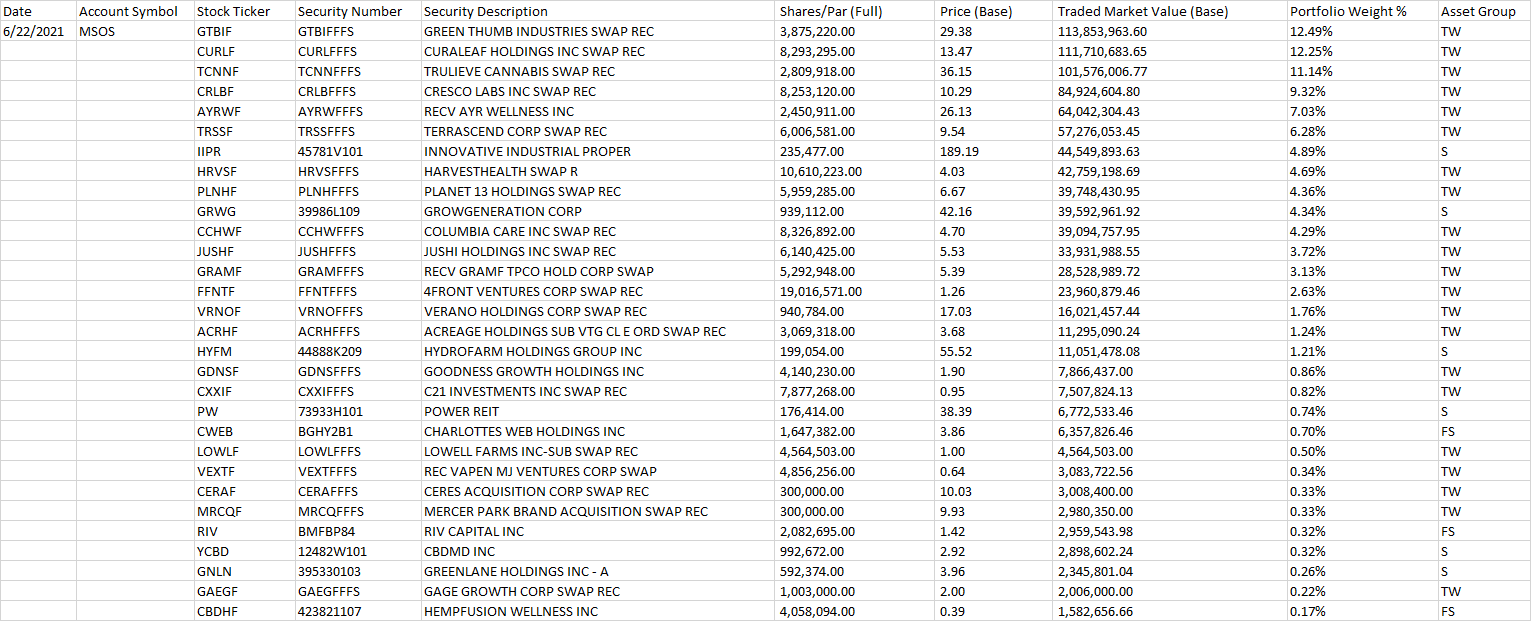 Date Account Symbol Stock Ticker Security Number Security Description Shares/Par (Full) Price (Base) Traded Market Value (Base) Portfolio Weight % Asset Group
6/22/2021 MSOS GTBIF GTBIFFFS GREEN THUMB INDUSTRIES SWAP REC 3,875,220.00 29.38 113,853,963.60 12.49% TW
CURLF CURLFFFS CURALEAF HOLDINGS INC SWAP REC 8,293,295.00 13.47 111,710,683.65 12.25% TW
TCNNF TCNNFFFS TRULIEVE CANNABIS SWAP REC 2,809,918.00 36.15 101,576,006.77 11.14% TW
CRLBF CRLBFFFS CRESCO LABS INC SWAP REC 8,253,120.00 10.29 84,924,604.80 9.32% TW
AYRWF AYRWFFFS RECV AYR WELLNESS INC 2,450,911.00 26.13 64,042,304.43 7.03% TW
TRSSF TRSSFFFS TERRASCEND CORP SWAP REC 6,006,581.00 9.54 57,276,053.45 6.28% TW
IIPR 45781V101 INNOVATIVE INDUSTRIAL PROPER 235,477.00 189.19 44,549,893.63 4.89% S
HRVSF HRVSFFFS HARVESTHEALTH SWAP R 10,610,223.00 4.03 42,759,198.69 4.69% TW
PLNHF PLNHFFFS PLANET 13 HOLDINGS SWAP REC 5,959,285.00 6.67 39,748,430.95 4.36% TW
GRWG 39986L109 GROWGENERATION CORP 939,112.00 42.16 39,592,961.92 4.34% S
CCHWF CCHWFFFS COLUMBIA CARE INC SWAP REC 8,326,892.00 4.70 39,094,757.95 4.29% TW
JUSHF JUSHFFFS JUSHI HOLDINGS INC SWAP REC 6,140,425.00 5.53 33,931,988.55 3.72% TW
GRAMF GRAMFFFS RECV GRAMF TPCO HOLD CORP SWAP 5,292,948.00 5.39 28,528,989.72 3.13% TW
FFNTF FFNTFFFS 4FRONT VENTURES CORP SWAP REC 19,016,571.00 1.26 23,960,879.46 2.63% TW
VRNOF VRNOFFFS VERANO HOLDINGS CORP SWAP REC 940,784.00 17.03 16,021,457.44 1.76% TW
ACRHF ACRHFFFS ACREAGE HOLDINGS SUB VTG CL E ORD SWAP REC 3,069,318.00 3.68 11,295,090.24 1.24% TW
HYFM 44888K209 HYDROFARM HOLDINGS GROUP INC 199,054.00 55.52 11,051,478.08 1.21% S
GDNSF GDNSFFFS GOODNESS GROWTH HOLDINGS INC 4,140,230.00 1.90 7,866,437.00 0.86% TW
CXXIF CXXIFFFS C21 INVESTMENTS INC SWAP REC 7,877,268.00 0.95 7,507,824.13 0.82% TW
PW 73933H101 POWER REIT 176,414.00 38.39 6,772,533.46 0.74% S
CWEB BGHY2B1 CHARLOTTES WEB HOLDINGS INC 1,647,382.00 3.86 6,357,826.46 0.70% FS
LOWLF LOWLFFFS LOWELL FARMS INC-SUB SWAP REC 4,564,503.00 1.00 4,564,503.00 0.50% TW
VEXTF VEXTFFFS REC VAPEN MJ VENTURES CORP SWAP 4,856,256.00 0.64 3,083,722.56 0.34% TW
CERAF CERAFFFS CERES ACQUISITION CORP SWAP REC 300,000.00 10.03 3,008,400.00 0.33% TW
MRCQF MRCQFFFS MERCER PARK BRAND ACQUISITION SWAP REC 300,000.00 9.93 2,980,350.00 0.33% TW
RIV BMFBP84 RIV CAPITAL INC 2,082,695.00 1.42 2,959,543.98 0.32% FS
YCBD 12482W101 CBDMD INC 992,672.00 2.92 2,898,602.24 0.32% S
GNLN 395330103 GREENLANE HOLDINGS INC - A 592,374.00 3.96 2,345,801.04 0.26% S
GAEGF GAEGFFFS GAGE GROWTH CORP SWAP REC 1,003,000.00 2.00 2,006,000.00 0.22% TW
CBDHF 423821107 HEMPFUSION WELLNESS INC 4,058,094.00 0.39 1,582,656.66 0.17% FS